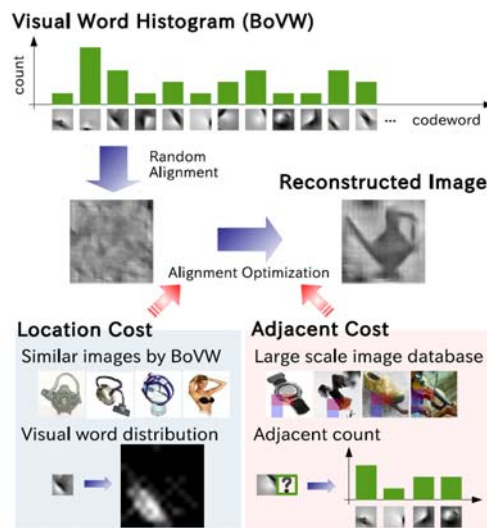 Visual Word Histogram (BoVW)
count
... codeword
Random
Alignment
Reconstructed Image
Alignment Optimization
Location Cost
Similar images by BoVW
Visual word distribution
Adjacent Cost
Large scale image database
Adjacent count
?